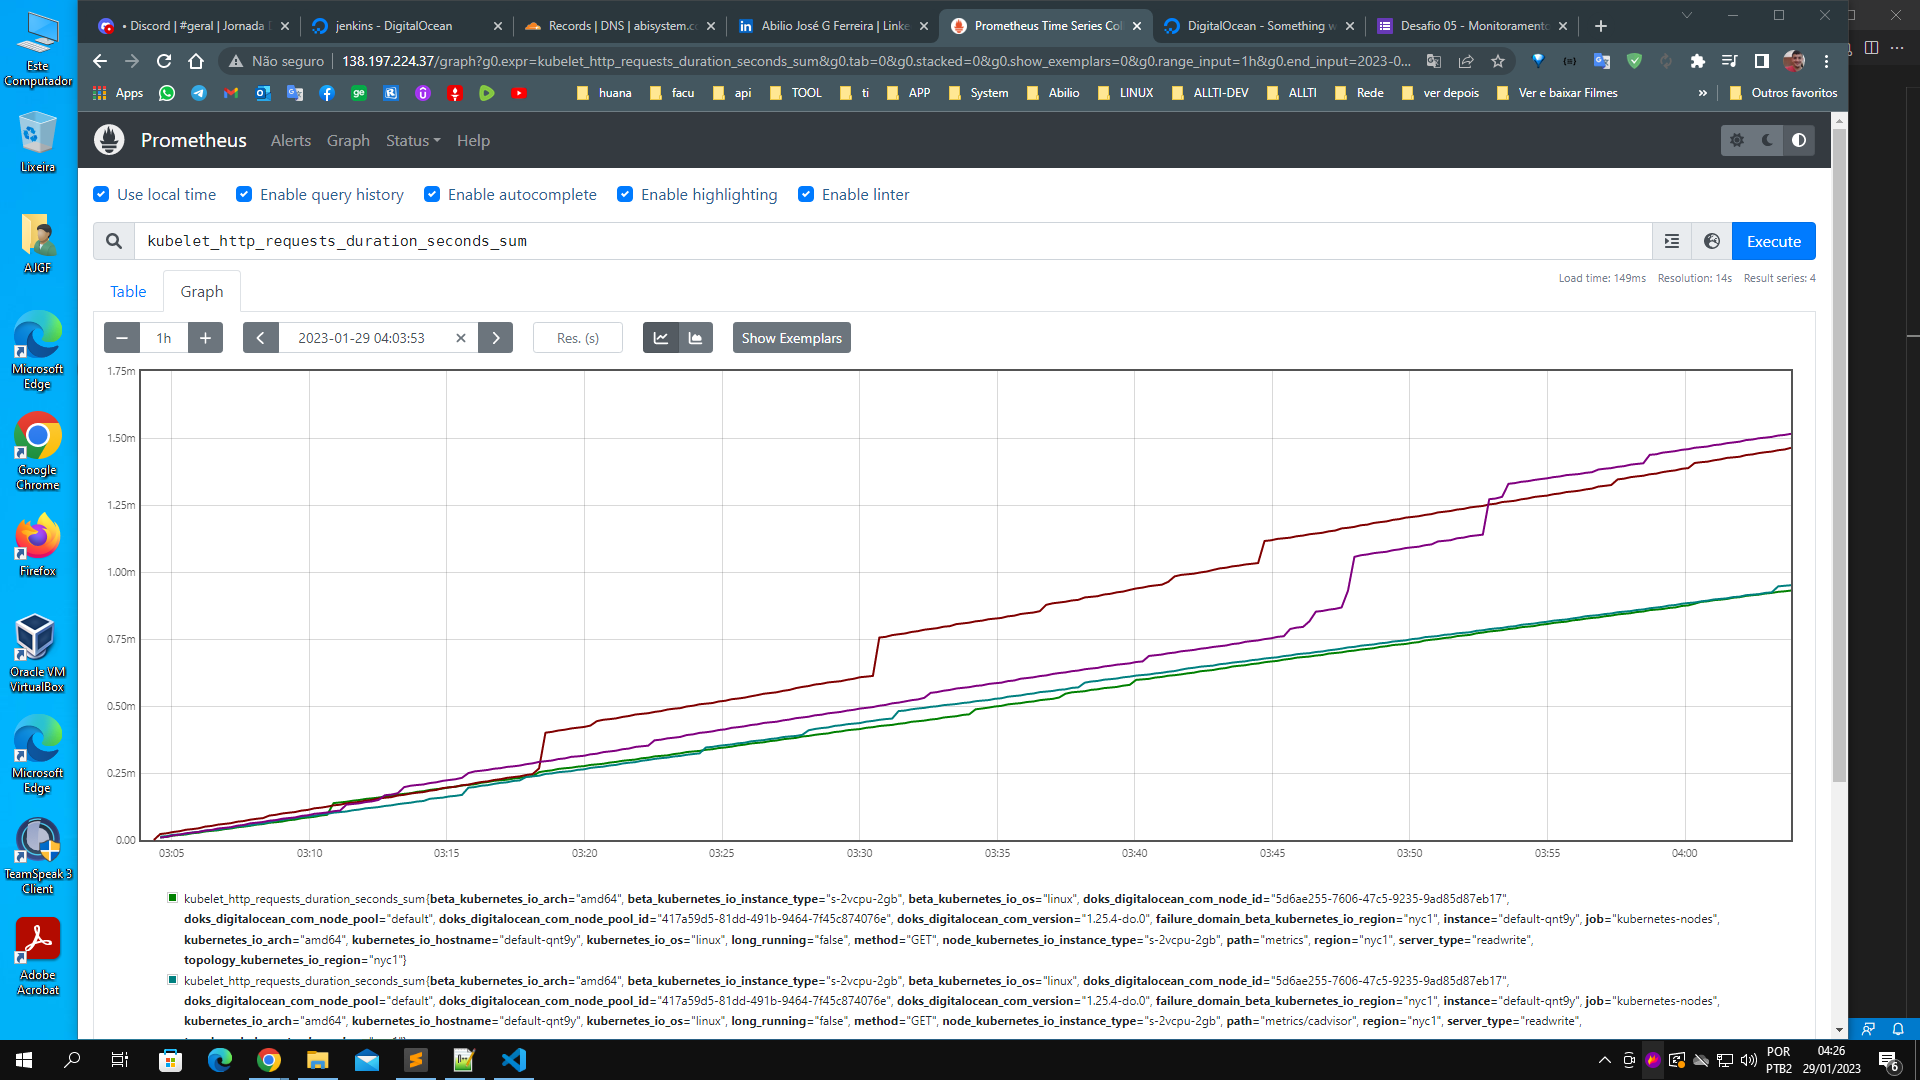 • Discord | #geral | Jornada
jenkins - DigitalOcean
Records | DNS | abisystem.co
Abilio José G Ferreira | Linke
Prometheus Time Series Col
DigitalOcean - Something w
Desafio 05 - Monitoramento
Não seguro
138.197.224.37/graph?g0.expr=kubelet_http_requests_duration_seconds_sum&g0.tab=0&g0.stacked=0&g0.show_exemplars=0&g0.range_input=1h&g0.end_input=2023-0...
Apps
huana
facu
api
TOOL
ti
APP
System
Abilio
LINUX
ALLTI-DEV
ALLTI
Rede
ver depois
Ver e baixar Filmes
»
Outros favoritos
Prometheus
Alerts
Graph
Status
Help
Use local time
Enable query history
Enable autocomplete
Enable highlighting
Enable linter
kubelet_http_requests_duration_seconds_sum
Execute
Table
Graph
Load time: 149ms
Resolution: 14s
Result series: 4
1h
2023-01-29 04:03:53
Res. (s)
Show Exemplars
1.75m
1.50m
1.25m
1.00m
0.75m
0.50m
0.25m
0.00
03:05
03:10
03:15
03:20
03:25
03:30
03:35
03:40
03:45
03:50
03:55
04:00
kubelet_http_requests_duration_seconds_sum{beta_kubernetes_io_arch="amd64", beta_kubernetes_io_instance_type="s-2vcpu-2gb", beta_kubernetes_io_os="linux", doks_digitalocean_com_node_id="5d6ae255-7606-47c5-9235-9ad85d87eb17",
doks_digitalocean_com_node_pool="default", doks_digitalocean_com_node_pool_id="417a59d5-81dd-491b-9464-7f45c874076e", doks_digitalocean_com_version="1.25.4-do.0", failure_domain_beta_kubernetes_io_region="nyc1", instance="default-qnt9y", job="kubernetes-nodes",
kubernetes_io_arch="amd64", kubernetes_io_hostname="default-qnt9y", kubernetes_io_os="linux", long_running="false", method="GET", node_kubernetes_io_instance_type="s-2vcpu-2gb", path="metrics", region="nyc1", server_type="readwrite",
topology_kubernetes_io_region="nyc1"}
kubelet_http_requests_duration_seconds_sum{beta_kubernetes_io_arch="amd64", beta_kubernetes_io_instance_type="s-2vcpu-2gb", beta_kubernetes_io_os="linux", doks_digitalocean_com_node_id="5d6ae255-7606-47c5-9235-9ad85d87eb17",
doks_digitalocean_com_node_pool="default", doks_digitalocean_com_node_pool_id="417a59d5-81dd-491b-9464-7f45c874076e", doks_digitalocean_com_version="1.25.4-do.0", failure_domain_beta_kubernetes_io_region="nyc1", instance="default-qnt9y", job="kubernetes-nodes",
kubernetes_io_arch="amd64", kubernetes_io_hostname="default-qnt9y", kubernetes_io_os="linux", long_running="false", method="GET", node_kubernetes_io_instance_type="s-2vcpu-2gb", path="metrics/cadvisor", region="nyc1", server_type="readwrite",
Este
Computador
Lixeira
AJGF
Microsoft
Edge
Google
Chrome
Firefox
Oracle VM
VirtualBox
Microsoft
Edge
TeamSpeak 3
Client
Adobe
Acrobat
POR
PTB2
04:26
29/01/2023
6